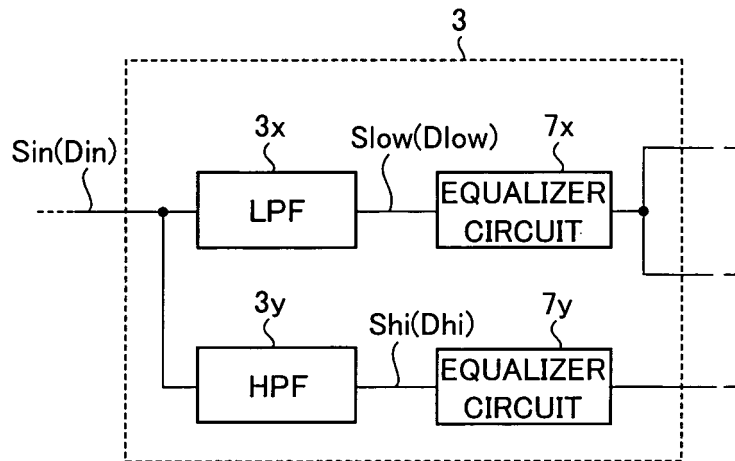 3
Sin(Din)
3x
Slow(Dlow)
7x
LPF
EQUALIZER
CIRCUIT
3y
Shi(Dhi)
7y
HPF
EQUALIZER
CIRCUIT